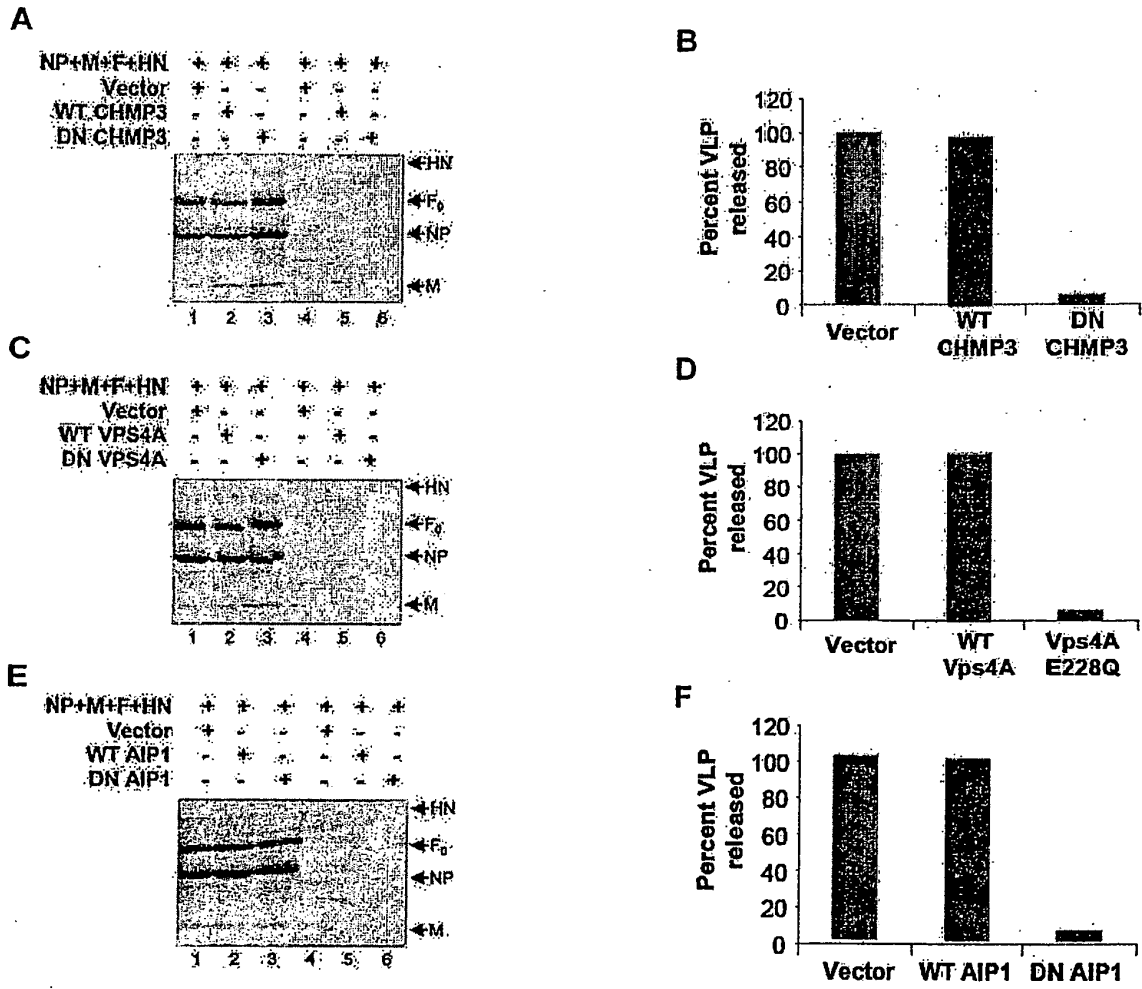 A
NP+M+F+HN + + + + + +
Vector + - - + - -
WT CHMP3 - + - - + -
DN CHMP3 - - + - - +
HN
F0
NP
M
1 2 3 4 5 6
B
Percent VLP released
120
100
80
60
40
20
0
Vector
WT CHMP3
DN CHMP3
C
NP+M+F+HN + + + + + +
Vector + - - + - -
WT VPS4A - + - - + -
DN VPS4A - - + - - +
HN
F0
NP
M
1 2 3 4 5 6
D
Percent VLP released
120
100
80
60
40
20
0
Vector
WT Vps4A
Vps4A E228Q
E
NP+M+F+HN + + + + + +
Vector + - - + - -
WT AIP1 - + - - + -
DN AIP1 - - + - - +
HN
F0
NP
M
1 2 3 4 5 6
F
Percent VLP released
120
100
80
60
40
20
0
Vector
WT AIP1
DN AIP1